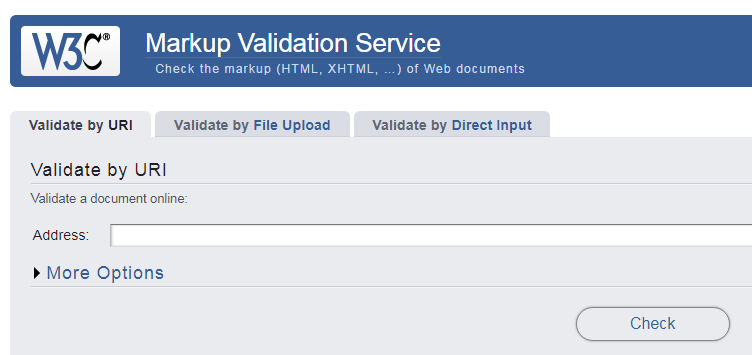 W3C®
Markup Validation Service
Check the markup (HTML, XHTML, …) of Web documents
Validate by URI
Validate by File Upload
Validate by Direct Input
Validate by URI
Validate a document online:
Address:
More Options
Check